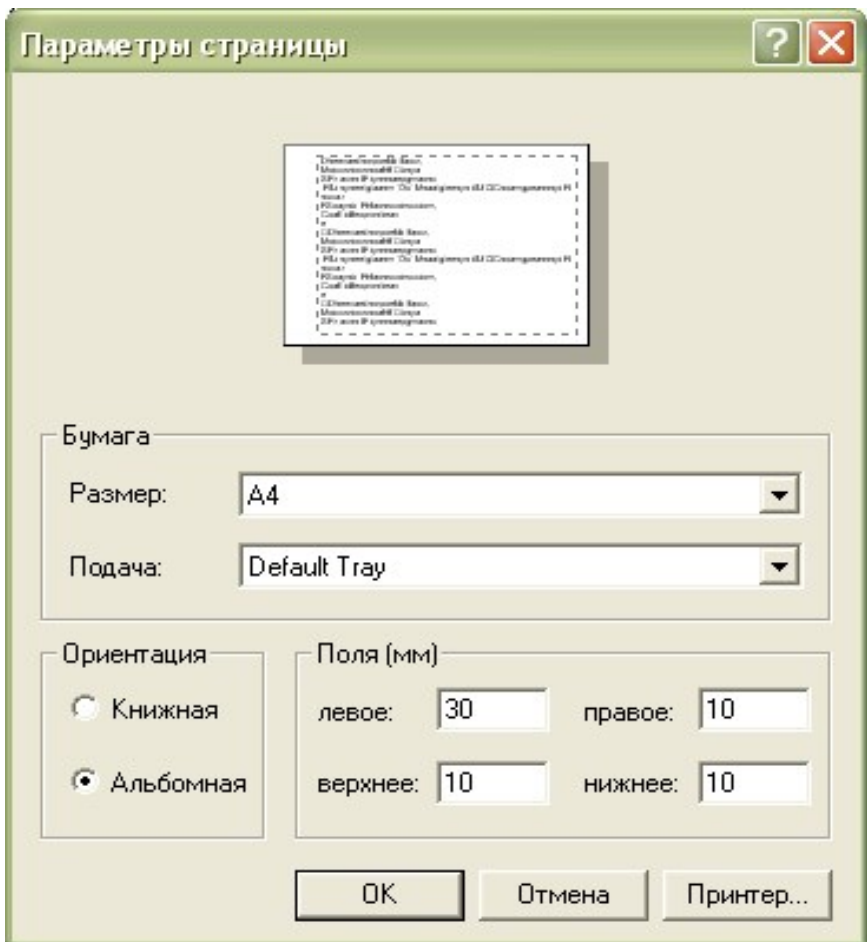 Параметры страницы
Бумага
Размер: A4
Подача: Default Tray
Ориентация
Книжная
Альбомная
Поля (мм)
левое: 30 правое: 10
верхнее: 10 нижнее: 10
OK Отмена Принтер...